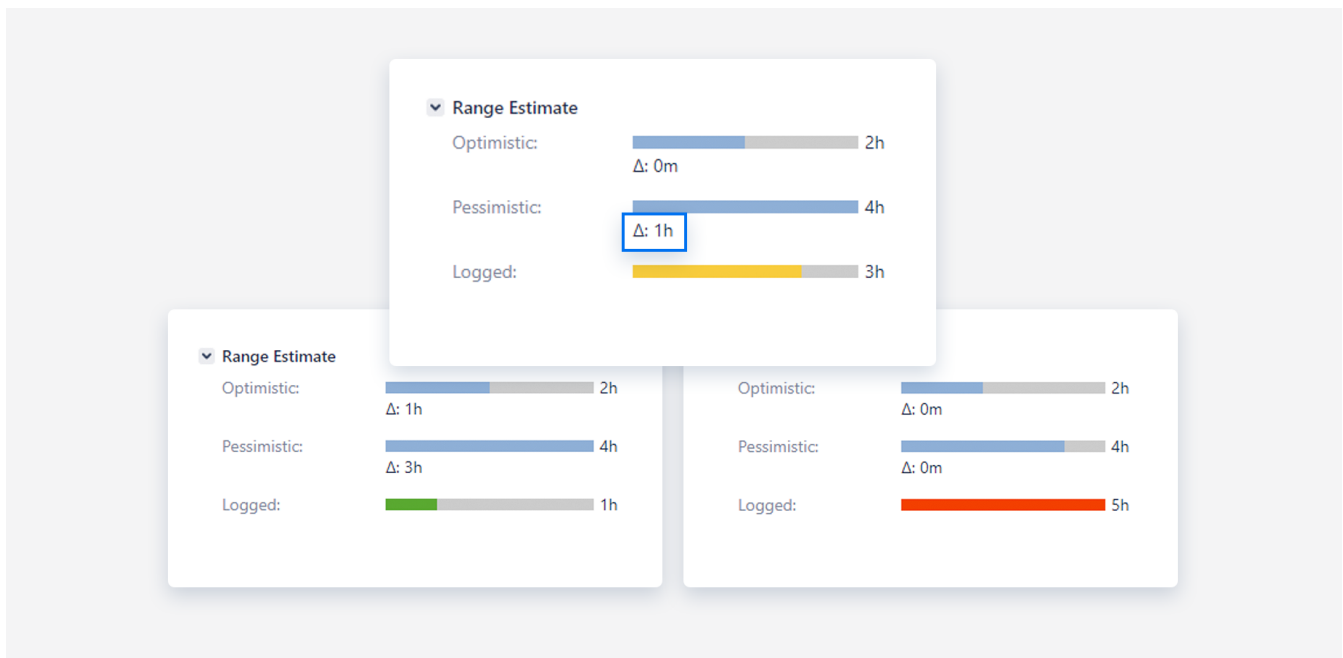 Range Estimate
Optimistic: 2h
Δ: 0m
Pessimistic: 4h
Δ: 1h
Logged: 3h
Range Estimate
Optimistic: 2h
Δ: 1h
Pessimistic: 4h
Δ: 3h
Logged: 1h
Optimistic: 2h
Δ: 0m
Pessimistic: 4h
Δ: 0m
Logged: 5h